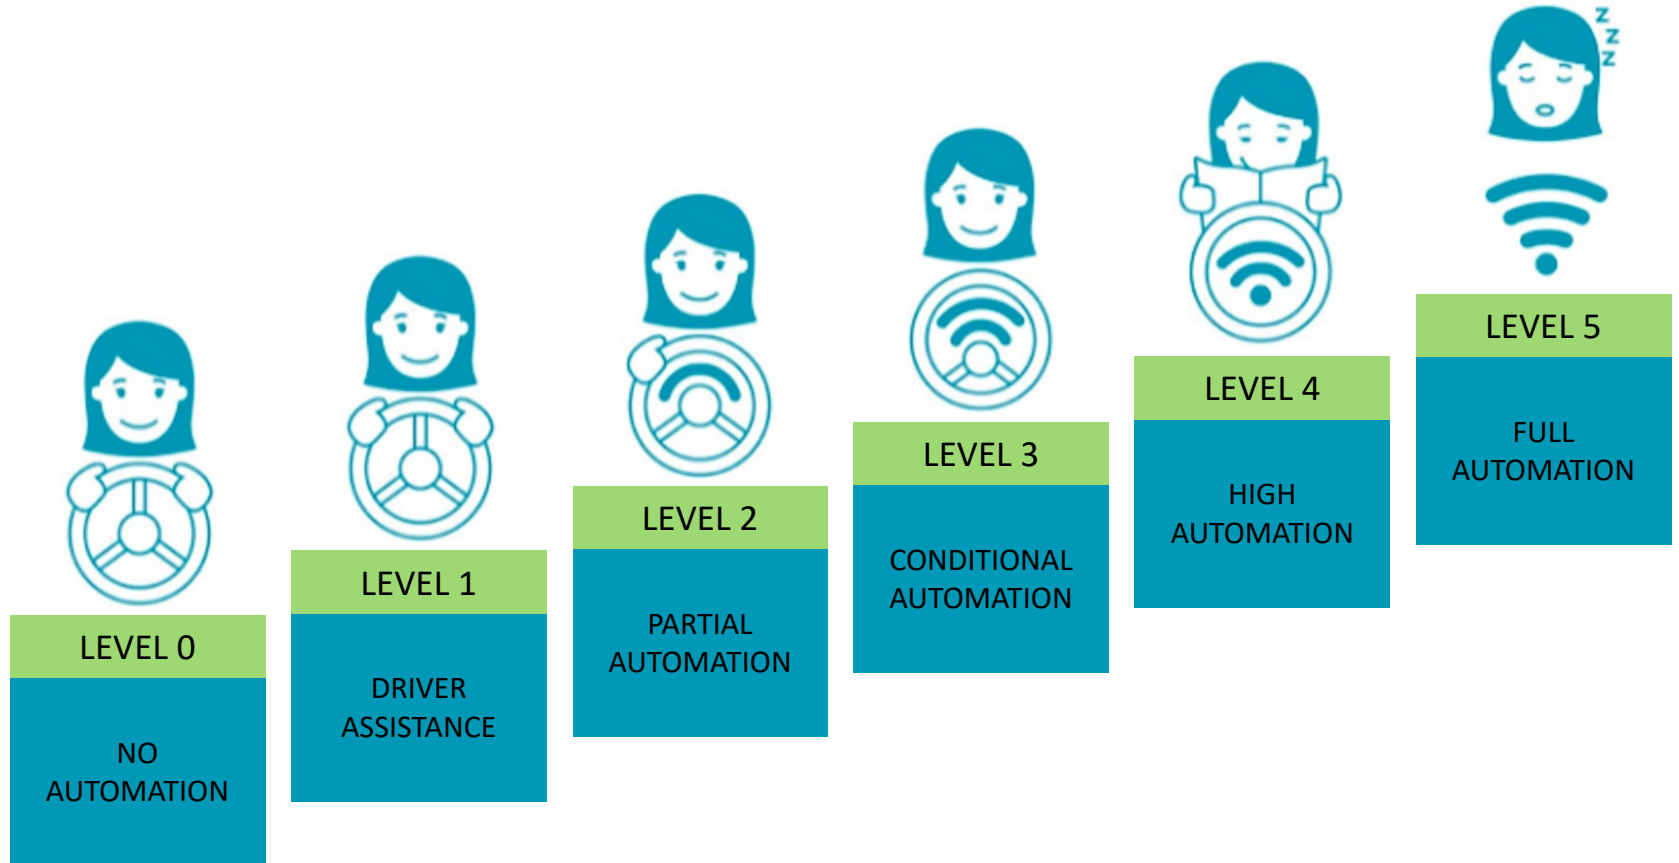 LEVEL 0
NO
AUTOMATION
LEVEL 1
DRIVER
ASSISTANCE
LEVEL 2
PARTIAL
AUTOMATION
LEVEL 3
CONDITIONAL
AUTOMATION
LEVEL 4
HIGH
AUTOMATION
z
z
z
LEVEL 5
FULL
AUTOMATION